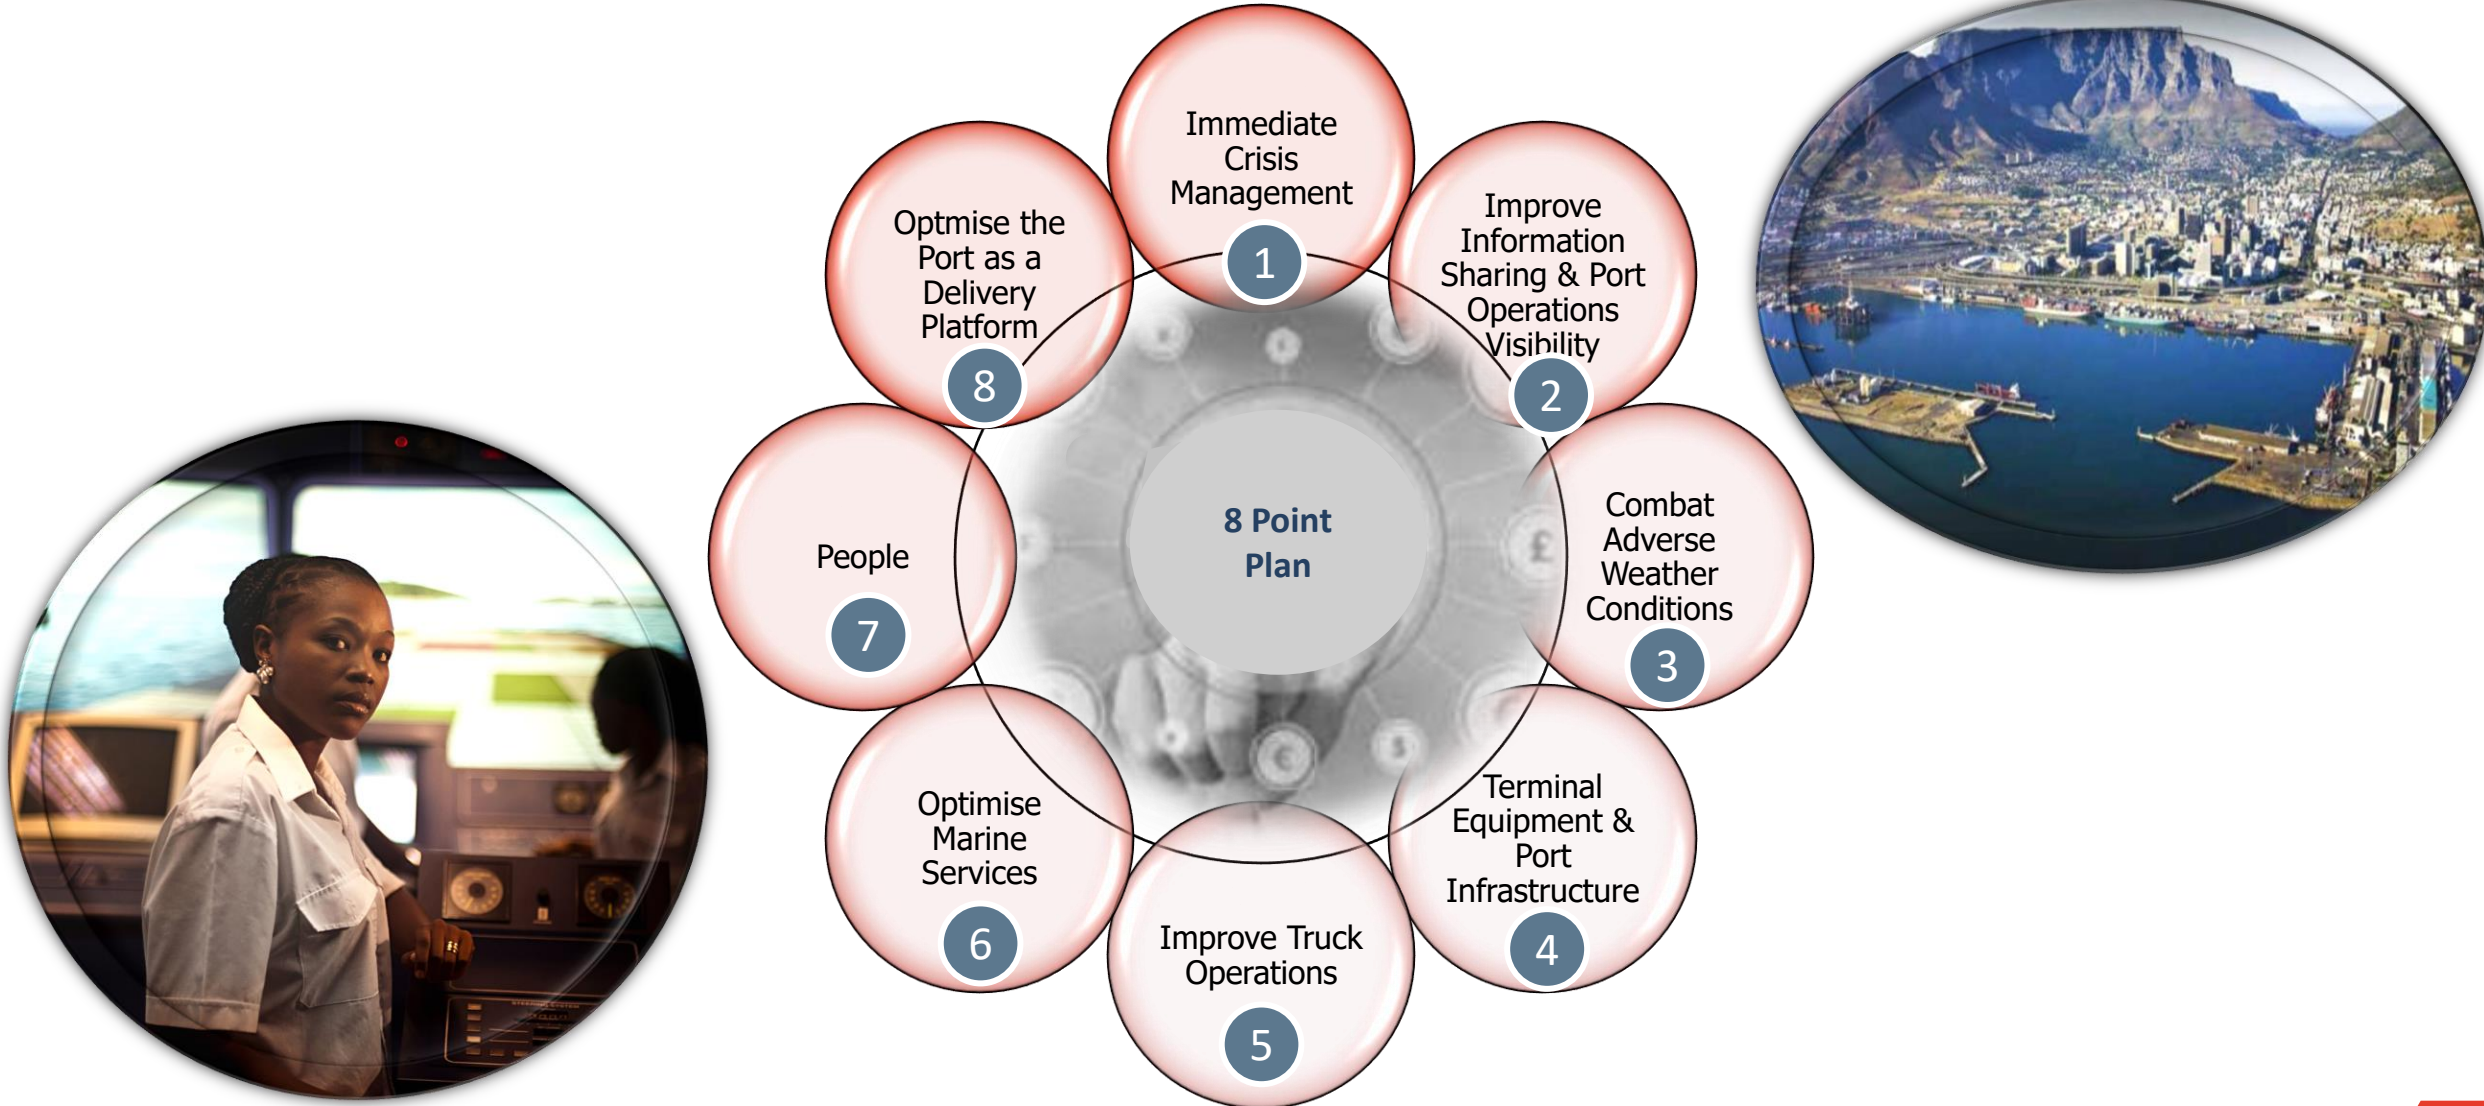 Immediate
Crisis
Management
1
Improve
Information
Sharing & Port
Operations
Visibility
2
Combat
Adverse
Weather
Conditions
3
Terminal
Equipment &
Port
Infrastructure
4
Improve Truck
Operations
5
Optimise
Marine
Services
6
People
7
Optmise the
Port as a
Delivery
Platform
8
8 Point
Plan
£